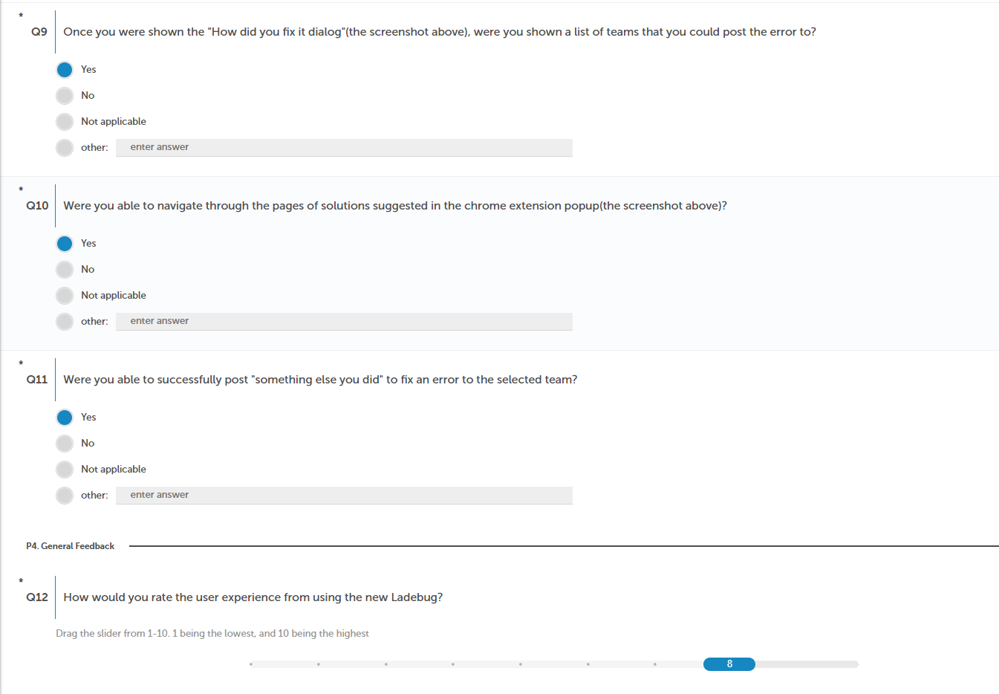 *
Q9 Once you were shown the "How did you fix it dialog"(the screenshot above), were you shown a list of teams that you could post the error to?
Yes
No
Not applicable
other: enter answer
*
Q10 Were you able to navigate through the pages of solutions suggested in the chrome extension popup(the screenshot above)?
Yes
No
Not applicable
other: enter answer
*
Q11 Were you able to successfully post "something else you did" to fix an error to the selected team?
Yes
No
Not applicable
other: enter answer
P4. General Feedback
*
Q12 How would you rate the user experience from using the new Ladebug?
Drag the slider from 1-10. 1 being the lowest, and 10 being the highest
8